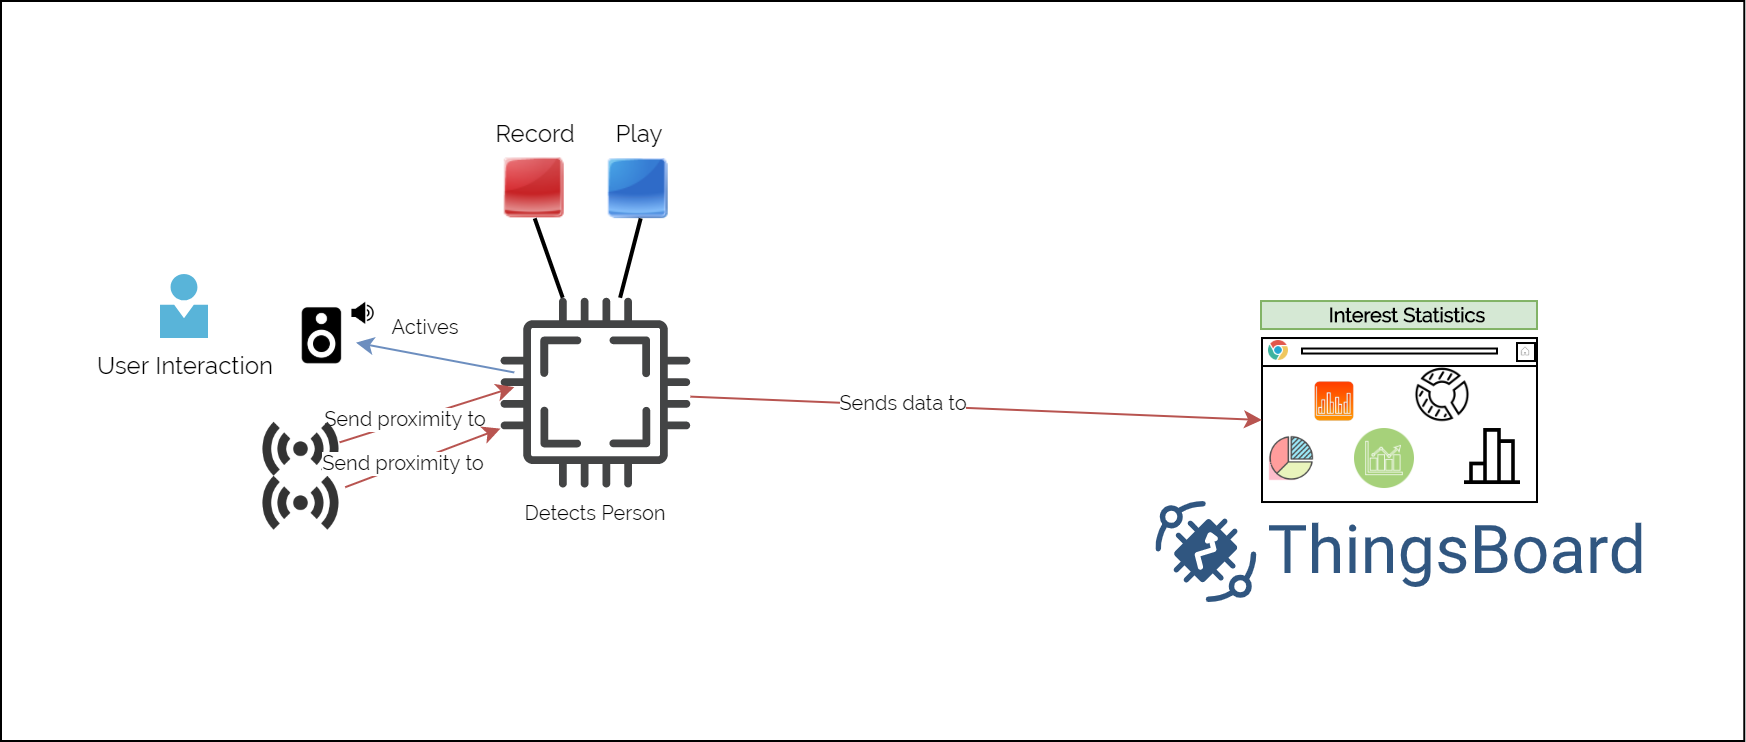 Record
Play
User Interaction
Actives
Send proximity to
Send proximity to
Detects Person
Sends data to
Interest Statistics
ThingsBoard